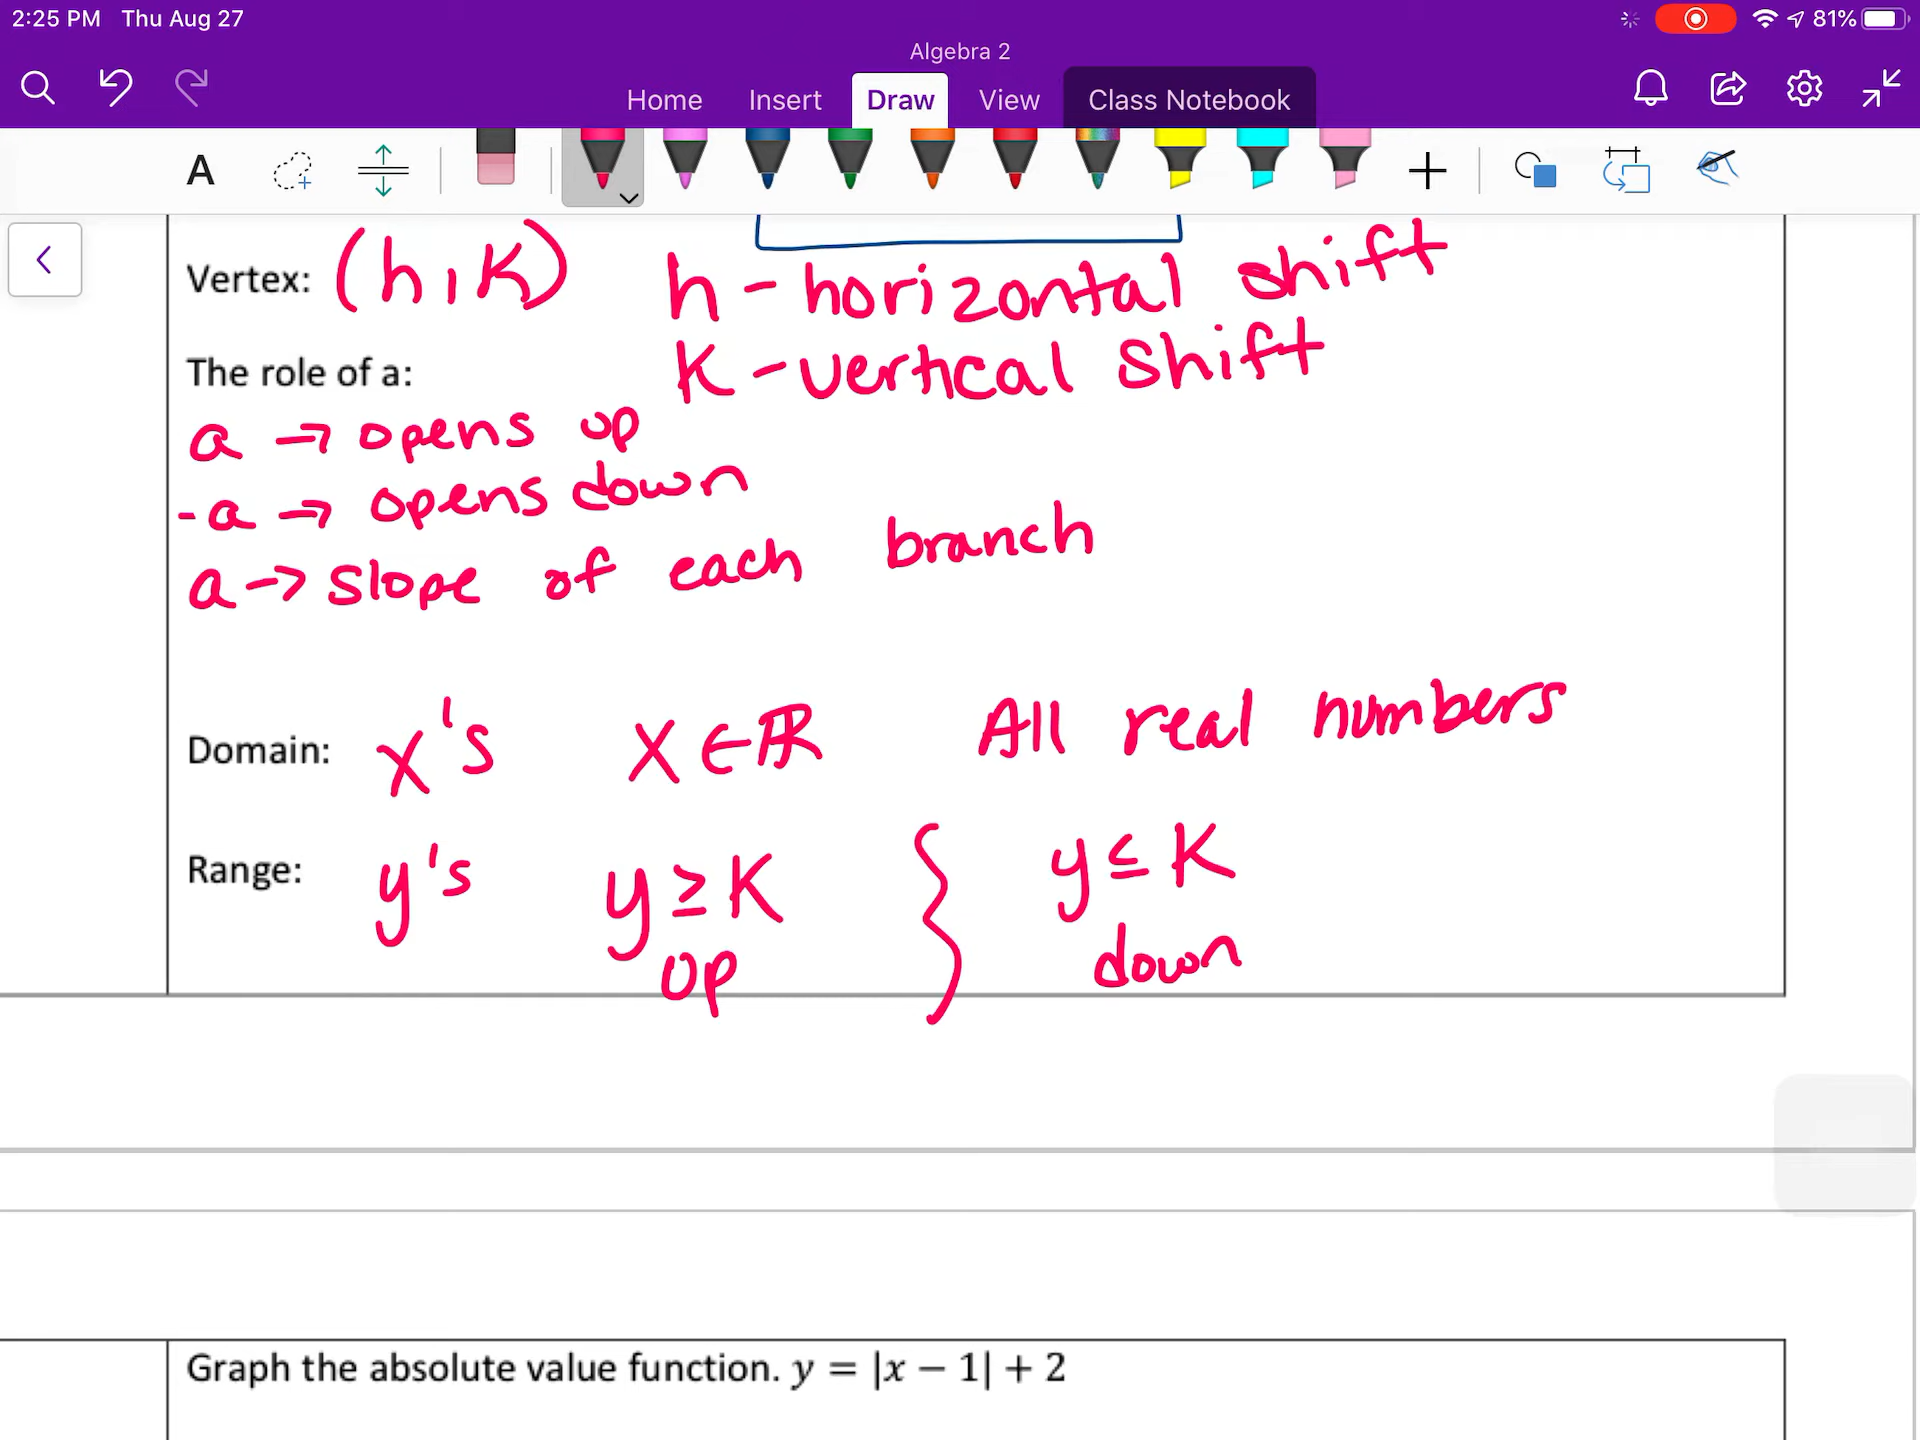 2:25 PM Thu Aug 27
81%
Algebra 2
Home Insert Draw View Class Notebook
A
Vertex: (h, K) h - horizontal shift
K - vertical shift
The role of a:
a → opens up
-a → opens down
a → slope of each branch
Domain: x's x ∈ ℝ All real numbers
Range: y's y ≥ K } y ≤ K
up down
Graph the absolute value function. y = |x − 1| + 2